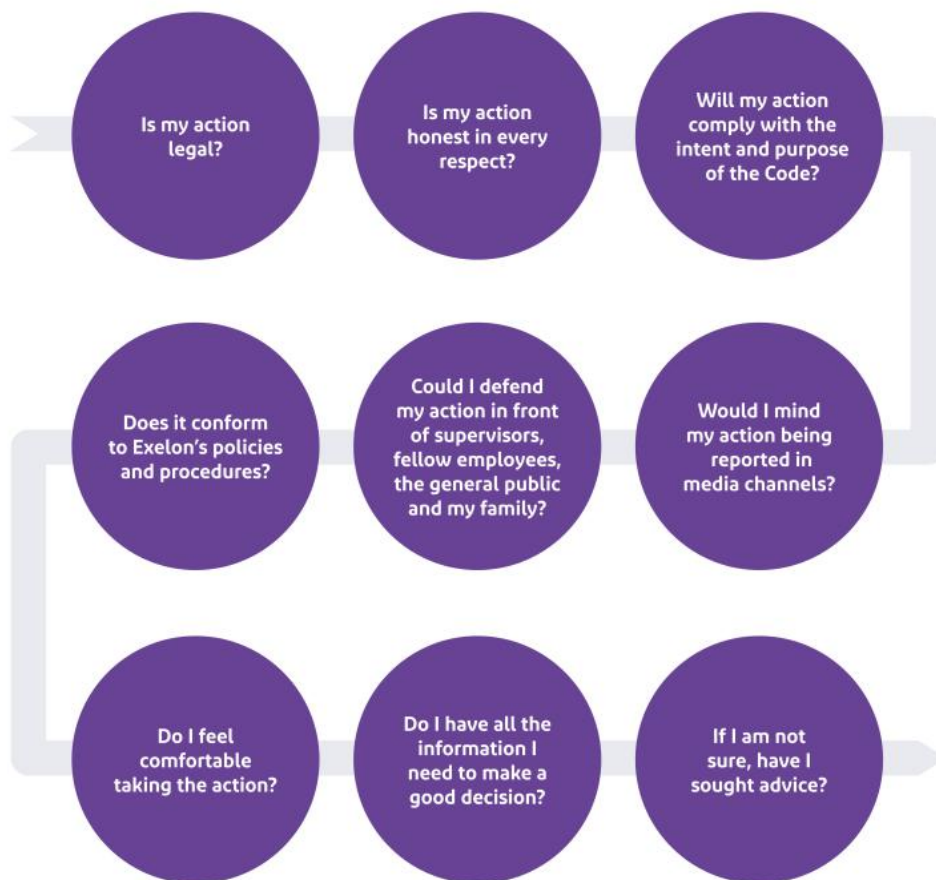 Is my action
legal?
Is my action
honest in every
respect?
Will my action
comply with the
intent and purpose
of the Code?
Would I mind
my action being
reported in
media channels?
Could I defend
my action in front
of supervisors,
fellow employees,
the general public
and my family?
Does it conform
to Exelon’s policies
and procedures?
Do I feel
comfortable
taking the action?
Do I have all the
information I
need to make a
good decision?
If I am not
sure, have I
sought advice?